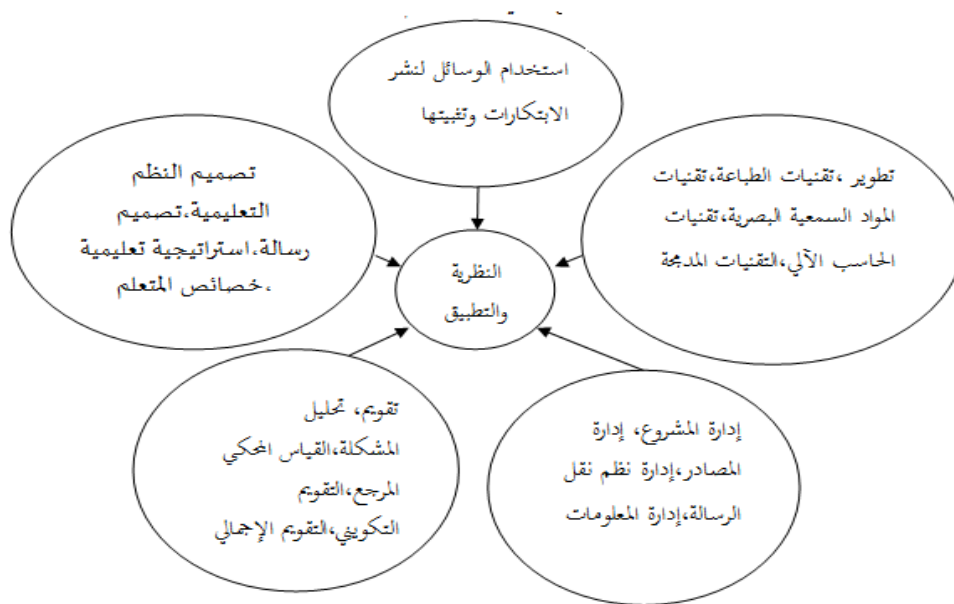 استخدام الوسائل لنشر
الابتكارات وتثبيتها
تطوير ،تقنيات الطباعة،تقنيات
المواد السمعية البصرية،تقنيات
الحاسب الآلي،التقنيات المدمجة
تصميم النظم
التعليمية،تصميم
رسالة،استراتيجية تعليمية
،خصائص المتعلم
النظرية
والتطبيق
إدارة المشروع، إدارة
المصادر،إدارة نظم نقل
الرسالة،إدارة المعلومات
تقويم، تحليل
المشكلة،القياس المحكي
المرجع،التقويم
التكويني،التقويم الإجمالي